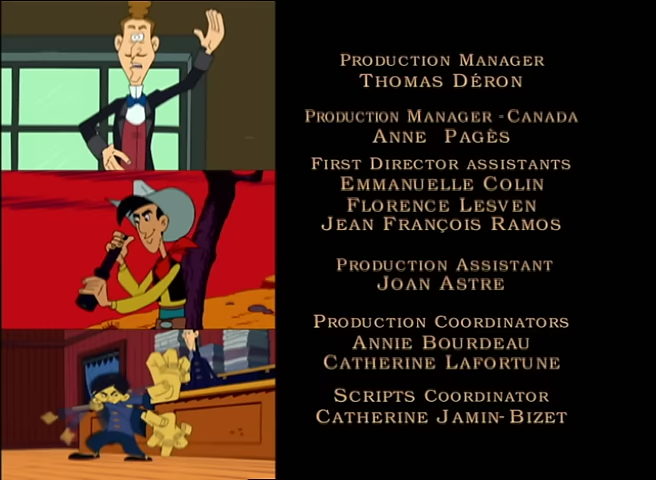 Production Manager
Thomas Déron
Production Manager - Canada
Anne Pagès
First Director assistants
Emmanuelle Colin
Florence Lesven
Jean François Ramos
Production Assistant
Joan Astre
Production Coordinators
Annie Bourdeau
Catherine Lafortune
Scripts Coordinator
Catherine Jamin-Bizet